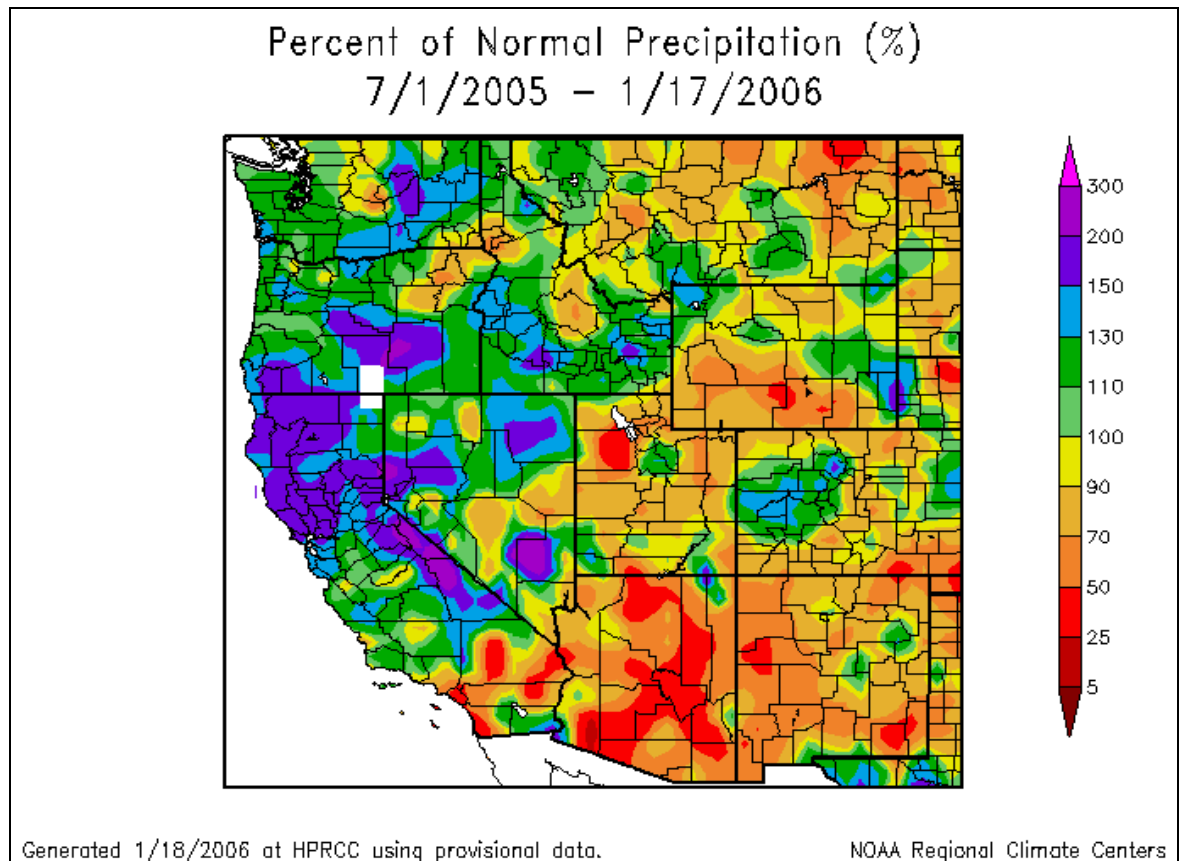 Percent of Normal Precipitation (%)
7/1/2005 – 1/17/2006
300
200
150
130
110
100
90
70
50
25
5
Generated 1/18/2006 at HPRCC using provisional data.
NOAA Regional Climate Centers